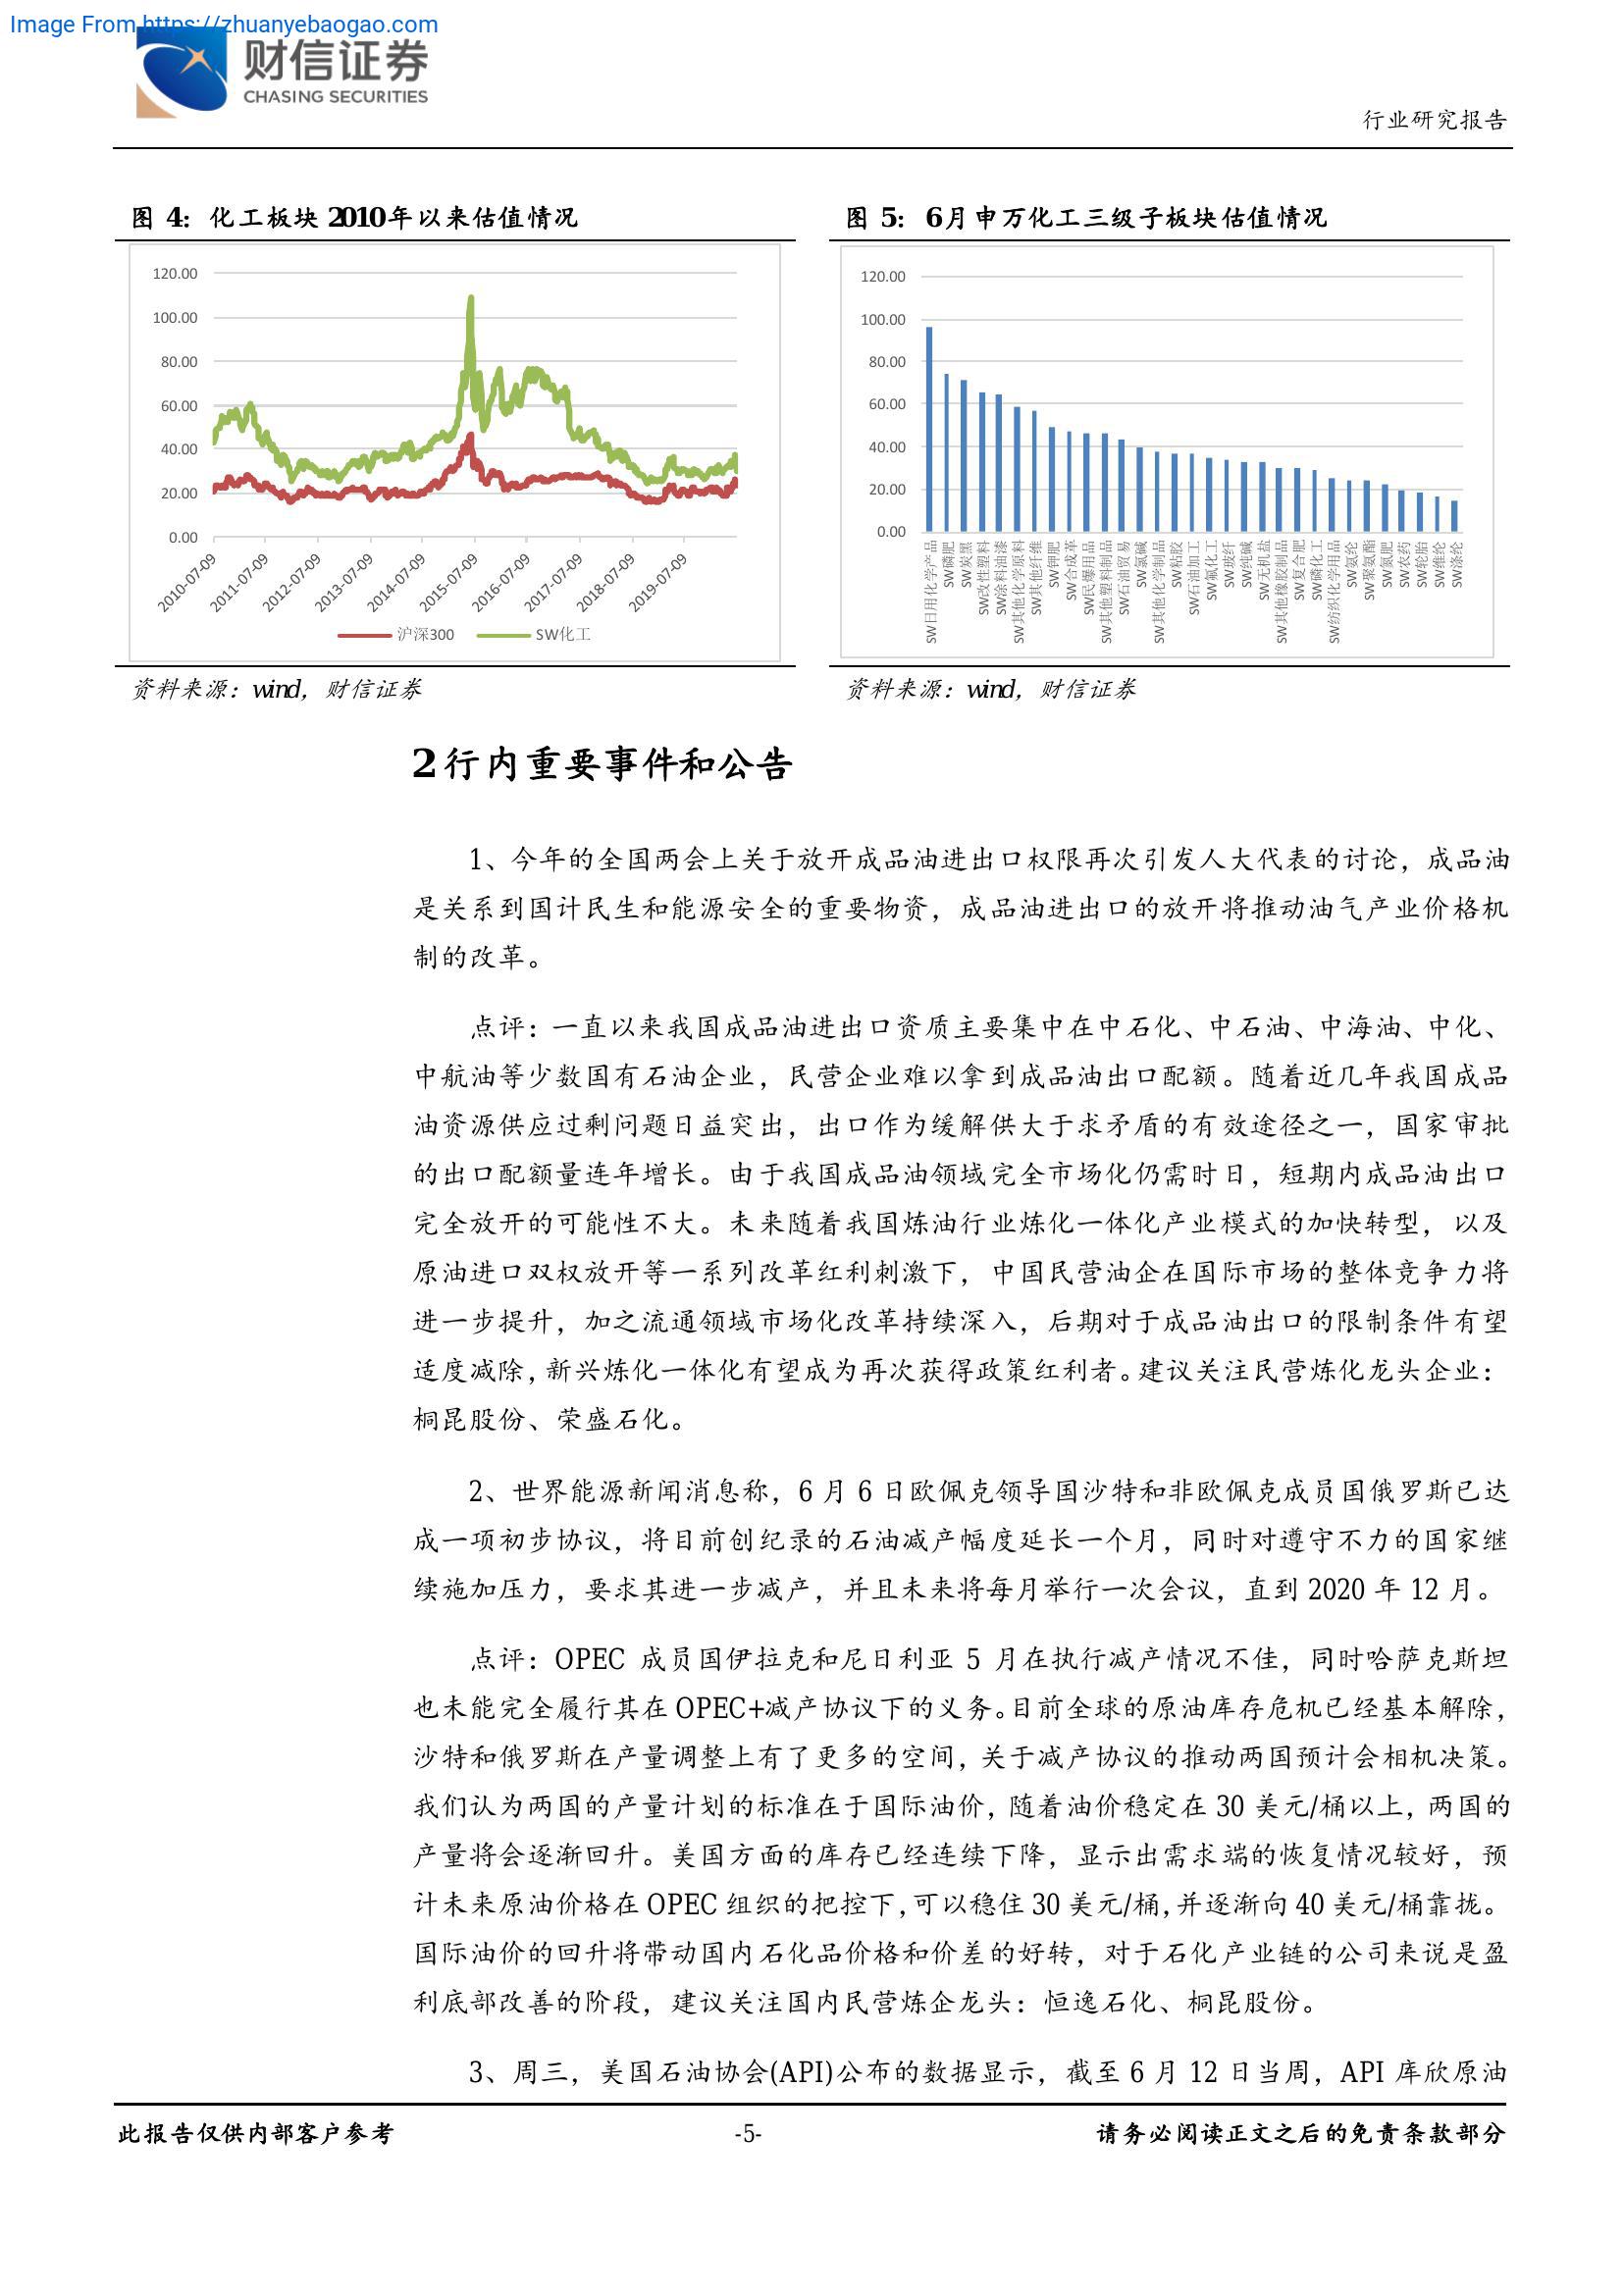 Image From https://zhuanyebaogao.com
财信证券
CHASING SECURITIES
行业研究报告
图 4：化工板块 2010年以来估值情况
120.00
100.00
80.00
60.00
40.00
20.00
0.00
2010-07-09
2011-07-09
2012-07-09
2013-07-09
2014-07-09
2015-07-09
2016-07-09
2017-07-09
2018-07-09
2019-07-09
沪深300
SW化工
资料来源：wind，财信证券
图 5：6月申万化工三级子板块估值情况
120.00
100.00
80.00
60.00
40.00
20.00
0.00
SW日用化学产品
SW磷肥
SW炭黑
SW改性塑料
SW涂料油漆
SW其他化学原料
SW其他纤维
SW钾肥
SW合成革
SW民爆用品
SW其他塑料制品
SW石油贸易
SW氯碱
SW其他化学制品
SW粘胶
SW石油加工
SW氟化工
SW玻纤
SW纯碱
SW无机盐
SW其他橡胶制品
SW复合肥
SW磷化工
SW纺织化学用品
SW氨纶
SW聚氨酯
SW氮肥
SW农药
SW轮胎
SW维纶
SW涤纶
资料来源：wind，财信证券
2行内重要事件和公告
1、今年的全国两会上关于放开成品油进出口权限再次引发人大代表的讨论，成品油
是关系到国计民生和能源安全的重要物资，成品油进出口的放开将推动油气产业价格机
制的改革。
点评：一直以来我国成品油进出口资质主要集中在中石化、中石油、中海油、中化、
中航油等少数国有石油企业，民营企业难以拿到成品油出口配额。随着近几年我国成品
油资源供应过剩问题日益突出，出口作为缓解供大于求矛盾的有效途径之一，国家审批
的出口配额量连年增长。由于我国成品油领域完全市场化仍需时日，短期内成品油出口
完全放开的可能性不大。未来随着我国炼油行业炼化一体化产业模式的加快转型，以及
原油进口双权放开等一系列改革红利刺激下，中国民营油企在国际市场的整体竞争力将
进一步提升，加之流通领域市场化改革持续深入，后期对于成品油出口的限制条件有望
适度减除，新兴炼化一体化有望成为再次获得政策红利者。建议关注民营炼化龙头企业：
桐昆股份、荣盛石化。
2、世界能源新闻消息称，6 月 6 日欧佩克领导国沙特和非欧佩克成员国俄罗斯已达
成一项初步协议，将目前创纪录的石油减产幅度延长一个月，同时对遵守不力的国家继
续施加压力，要求其进一步减产，并且未来将每月举行一次会议，直到 2020 年 12 月。
点评：OPEC 成员国伊拉克和尼日利亚 5 月在执行减产情况不佳，同时哈萨克斯坦
也未能完全履行其在 OPEC+减产协议下的义务。目前全球的原油库存危机已经基本解除，
沙特和俄罗斯在产量调整上有了更多的空间，关于减产协议的推动两国预计会相机决策。
我们认为两国的产量计划的标准在于国际油价，随着油价稳定在 30 美元/桶以上，两国的
产量将会逐渐回升。美国方面的库存已经连续下降，显示出需求端的恢复情况较好，预
计未来原油价格在 OPEC 组织的把控下，可以稳住 30 美元/桶，并逐渐向 40 美元/桶靠拢。
国际油价的回升将带动国内石化品价格和价差的好转，对于石化产业链的公司来说是盈
利底部改善的阶段，建议关注国内民营炼企龙头：恒逸石化、桐昆股份。
3、周三，美国石油协会(API)公布的数据显示，截至 6 月 12 日当周，API 库欣原油
此报告仅供内部客户参考
-5-
请务必阅读正文之后的免责条款部分